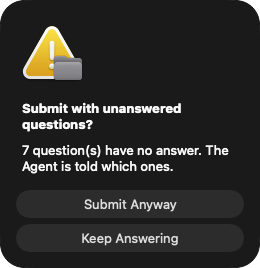 Submit with unanswered
questions?
7 question(s) have no answer. The
Agent is told which ones.
Submit Anyway
Keep Answering